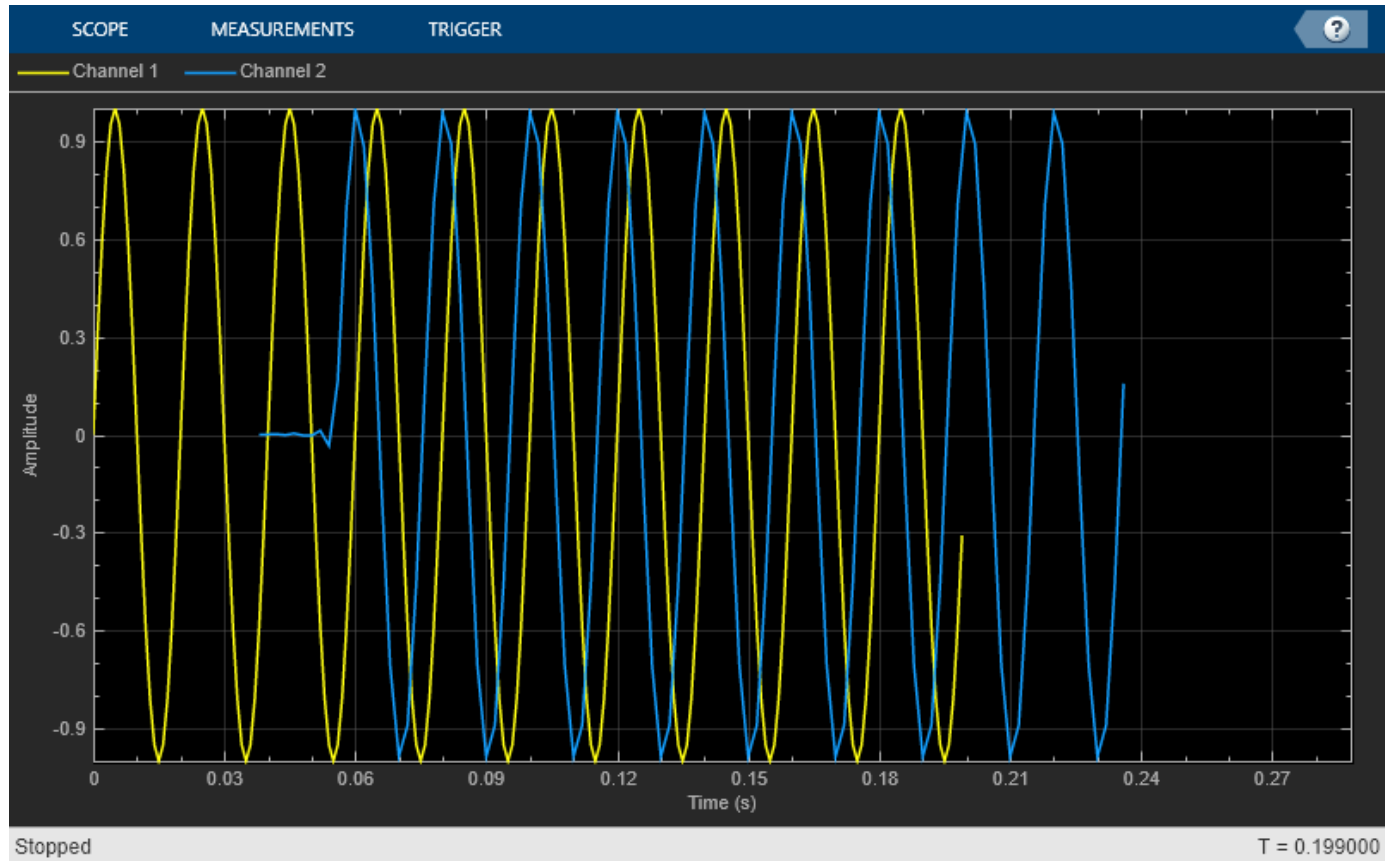 SCOPE MEASUREMENTS TRIGGER ?
Channel 1 Channel 2
0.9
0.6
0.3
0
-0.3
-0.6
-0.9
Amplitude
0 0.03 0.06 0.09 0.12 0.15 0.18 0.21 0.24 0.27
Time (s)
Stopped T = 0.199000